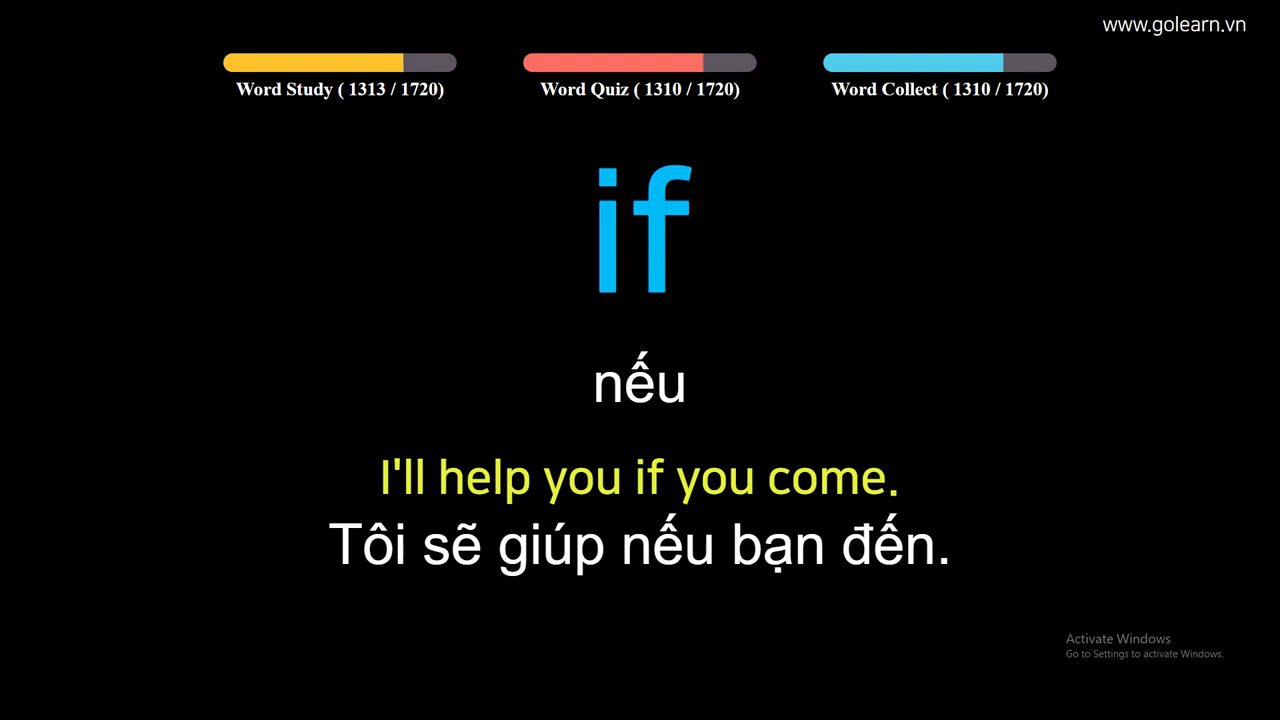 www.golearn.vn
Word Study ( 1313 / 1720)
Word Quiz ( 1310 / 1720)
Word Collect ( 1310 / 1720)
if
nếu
I'll help you if you come.
Tôi sẽ giúp nếu bạn đến.
Activate Windows
Go to Settings to activate Windows.